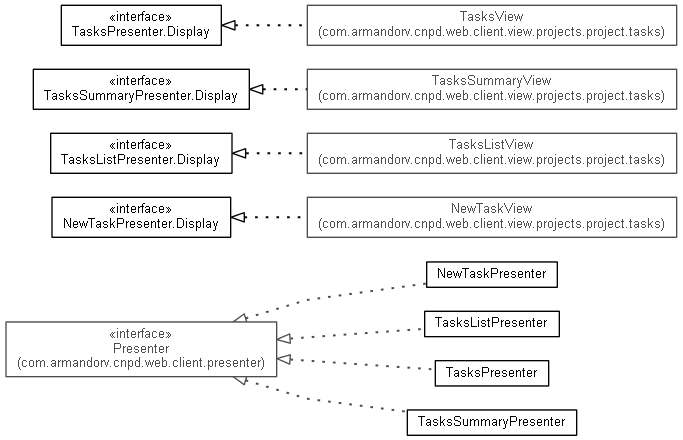 «interface»
TasksPresenter.Display
TasksView
(com.armandorv.cnpd.web.client.view.projects.project.tasks)
«interface»
TasksSummaryPresenter.Display
TasksSummaryView
(com.armandorv.cnpd.web.client.view.projects.project.tasks)
«interface»
TasksListPresenter.Display
TasksListView
(com.armandorv.cnpd.web.client.view.projects.project.tasks)
«interface»
NewTaskPresenter.Display
NewTaskView
(com.armandorv.cnpd.web.client.view.projects.project.tasks)
«interface»
Presenter
(com.armandorv.cnpd.web.client.presenter)
NewTaskPresenter
TasksListPresenter
TasksPresenter
TasksSummaryPresenter